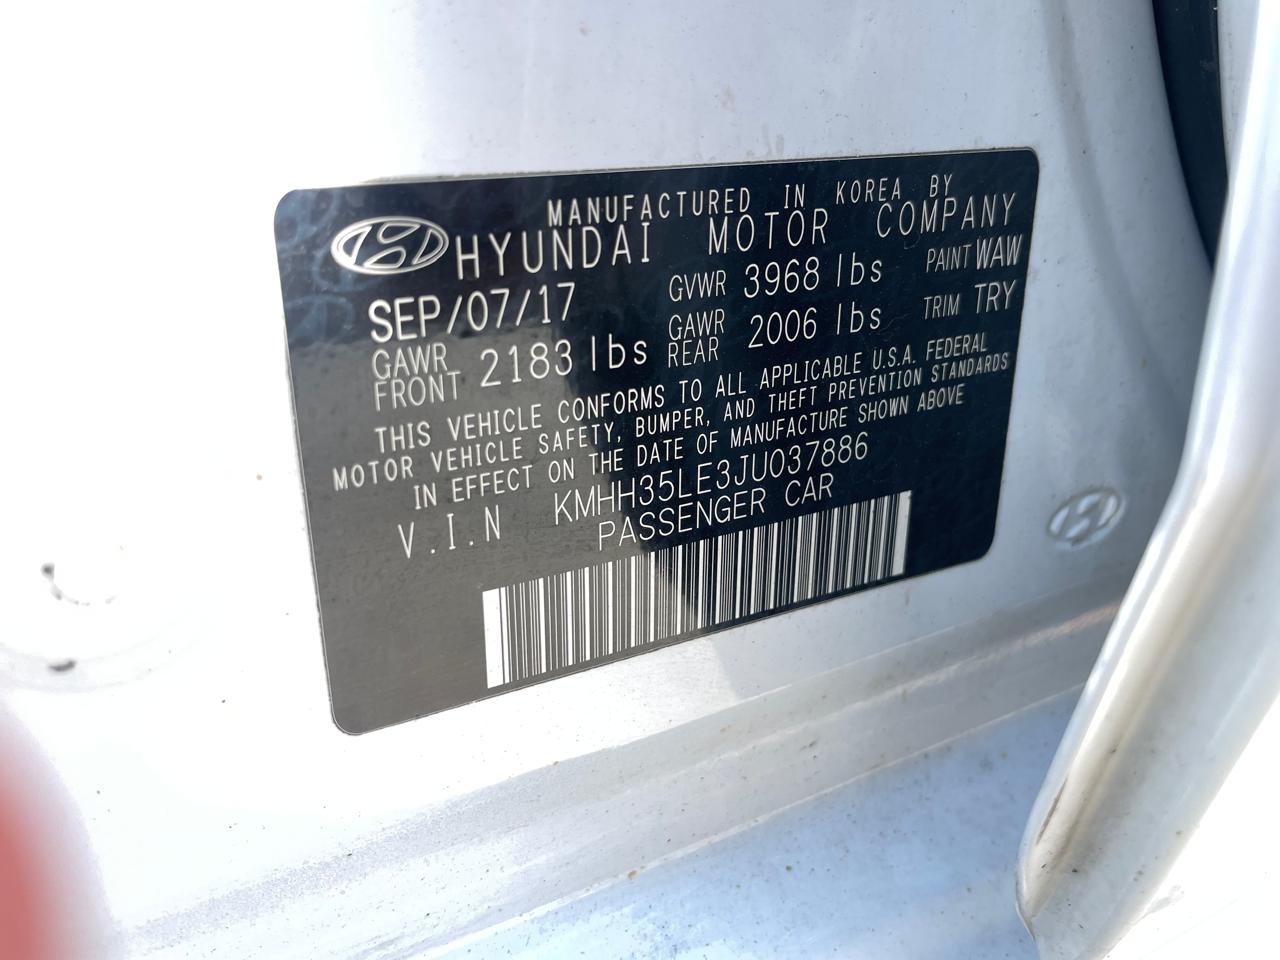 MANUFACTURED IN KOREA BY
HYUNDAI MOTOR COMPANY
SEP/07/17 GVWR 3968 lbs PAINT WAW
GAWR FRONT 2183 lbs GAWR REAR 2006 lbs TRIM TRY
THIS VEHICLE CONFORMS TO ALL APPLICABLE U.S.A. FEDERAL
MOTOR VEHICLE SAFETY, BUMPER, AND THEFT PREVENTION STANDARDS
IN EFFECT ON THE DATE OF MANUFACTURE SHOWN ABOVE
V.I.N KMHH35LE3JU037886
PASSENGER CAR